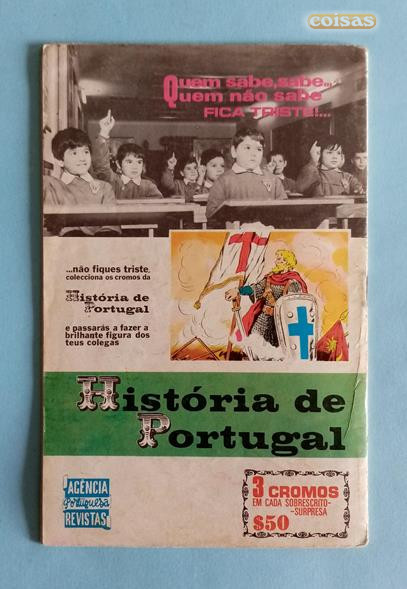 coisas
Quem sabe,sabe...
Quem não sabe
FICA TRISTE!...
...não fiques triste,
colecciona os cromos da
História de
Portugal
e passarás a fazer a
brilhante figura dos
teus colegas
História de
Portugal
AGÊNCIA
portuguesa
REVISTAS
3 CROMOS
EM CADA SOBRESCRITO-
-SURPRESA
$50